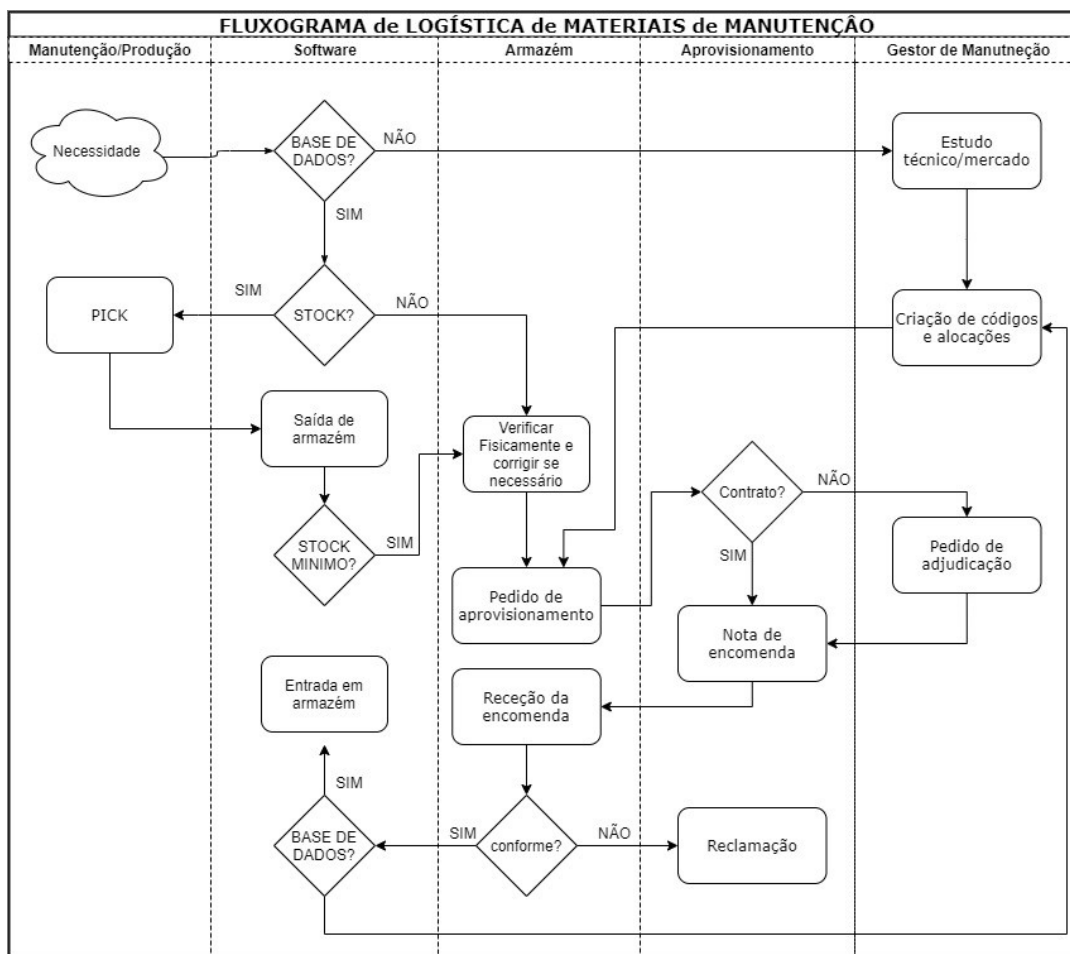 FLUXOGRAMA de LOGÍSTICA de MATERIAIS de MANUTENÇÂO
Manutenção/Produção
Software
Armazém
Aprovisionamento
Gestor de Manutneção
Necessidade
BASE DE
DADOS?
NÃO
Estudo
técnico/mercado
SIM
PICK
SIM
STOCK?
NÃO
Criação de códigos
e alocações
Saída de
armazém
Verificar
Fisicamente e
corrigir se
necessário
Contrato?
NÃO
STOCK
MINIMO?
SIM
SIM
Pedido de
adjudicação
Pedido de
aprovisionamento
Nota de
encomenda
Entrada em
armazém
Receção da
encomenda
SIM
BASE DE
DADOS?
SIM
conforme?
NÃO
Reclamação